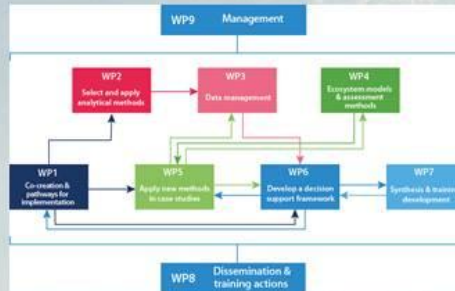 WP9 Management
WP2
Select and apply
analytical methods
WP3
Data management
WP4
Ecosystem models
& assessment
methods
WP1
Co-creation &
pathways for
implementation
WP5
Apply new methods
in case studies
WP6
Develop a decision
support framework
WP7
Synthesis & training
development
WP8 Dissemination &
training actions